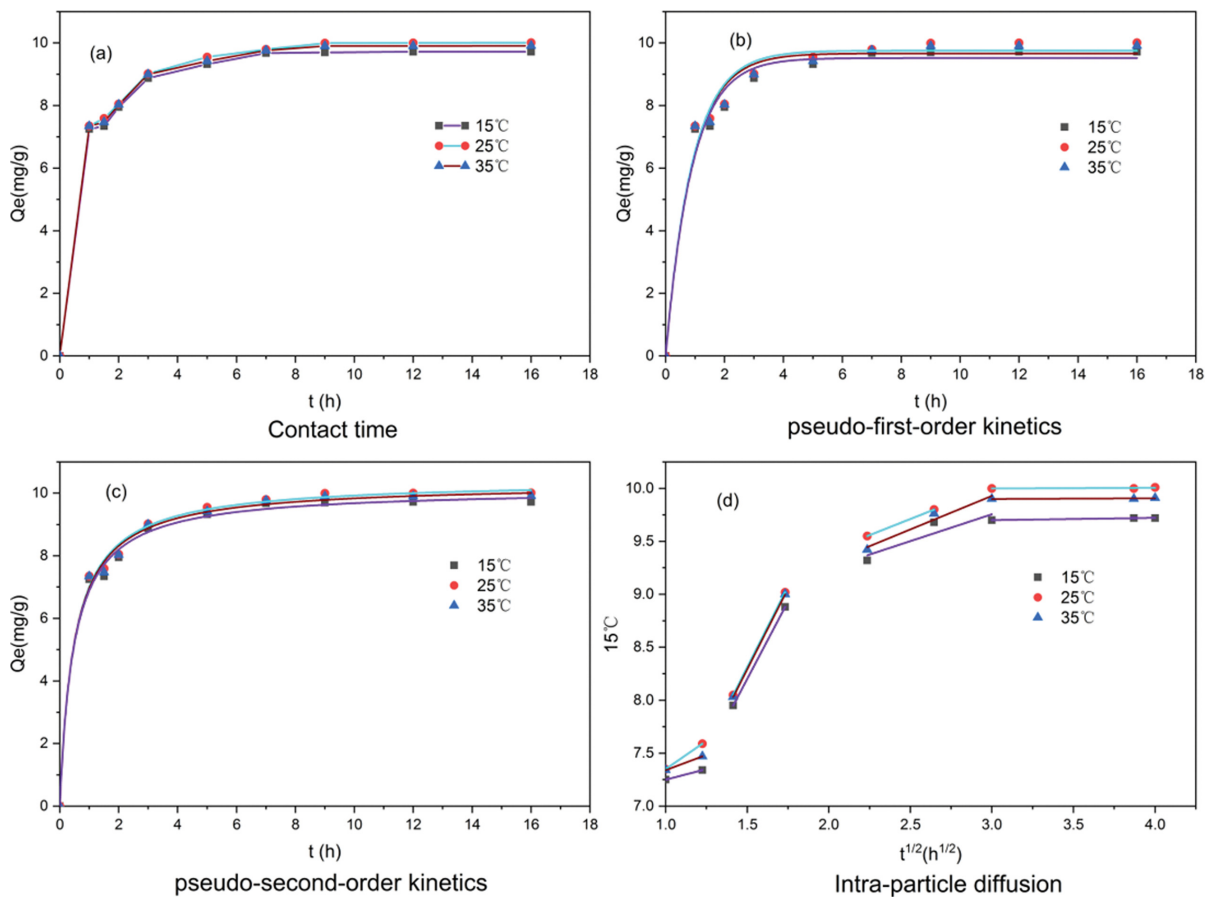 (a)
10
8
6
4
2
0
Qe(mg/g)
15℃
25℃
35℃
0 2 4 6 8 10 12 14 16 18
t (h)
Contact time
(b)
10
8
6
4
2
0
Qe(mg/g)
15℃
25℃
35℃
0 2 4 6 8 10 12 14 16 18
t (h)
pseudo-first-order kinetics
(c)
10
8
6
4
2
0
Qe(mg/g)
15℃
25℃
35℃
0 2 4 6 8 10 12 14 16 18
t (h)
pseudo-second-order kinetics
(d)
10.0
9.5
9.0
8.5
8.0
7.5
7.0
15℃
15℃
25℃
35℃
1.0 1.5 2.0 2.5 3.0 3.5 4.0
t^1/2(h^1/2)
Intra-particle diffusion